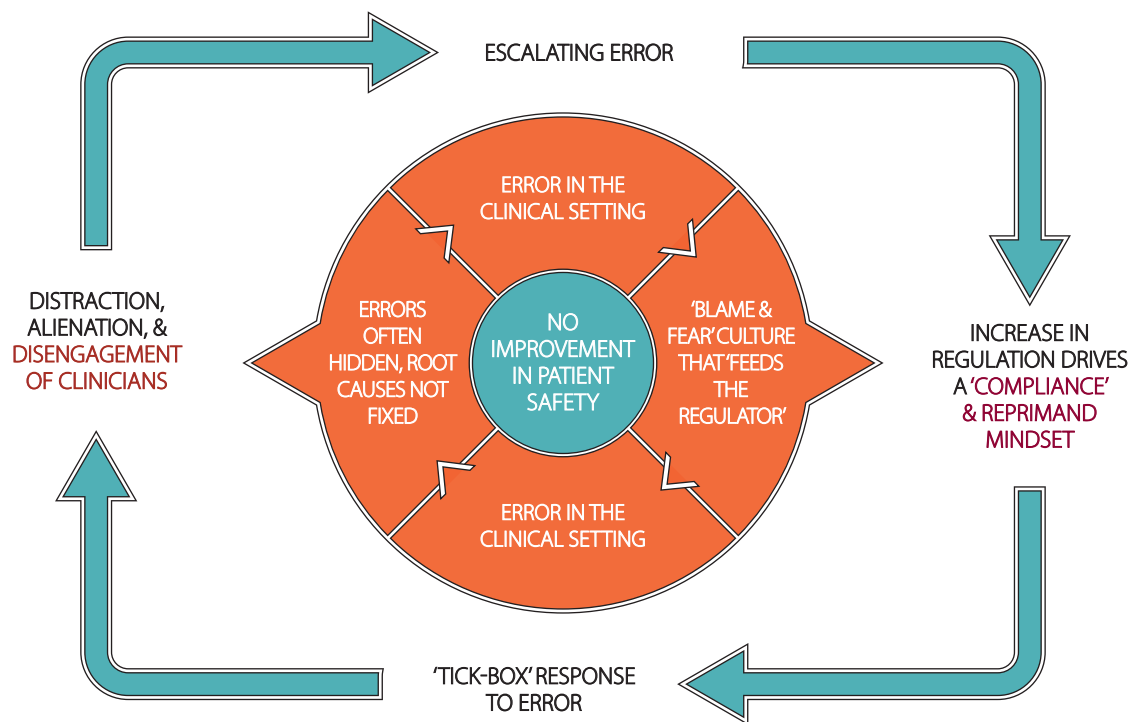 ESCALATING ERROR
ERROR IN THE
CLINICAL SETTING
DISTRACTION,
ALIENATION, &
DISENGAGEMENT
OF CLINICIANS
ERRORS
OFTEN
HIDDEN, ROOT
CAUSES NOT
FIXED
NO
IMPROVEMENT
IN PATIENT
SAFETY
‘BLAME &
FEAR’ CULTURE
THAT ‘FEEDS
THE
REGULATOR’
INCREASE IN
REGULATION DRIVES
A ‘COMPLIANCE’
& REPRIMAND
MINDSET
ERROR IN THE
CLINICAL SETTING
‘TICK-BOX’ RESPONSE
TO ERROR